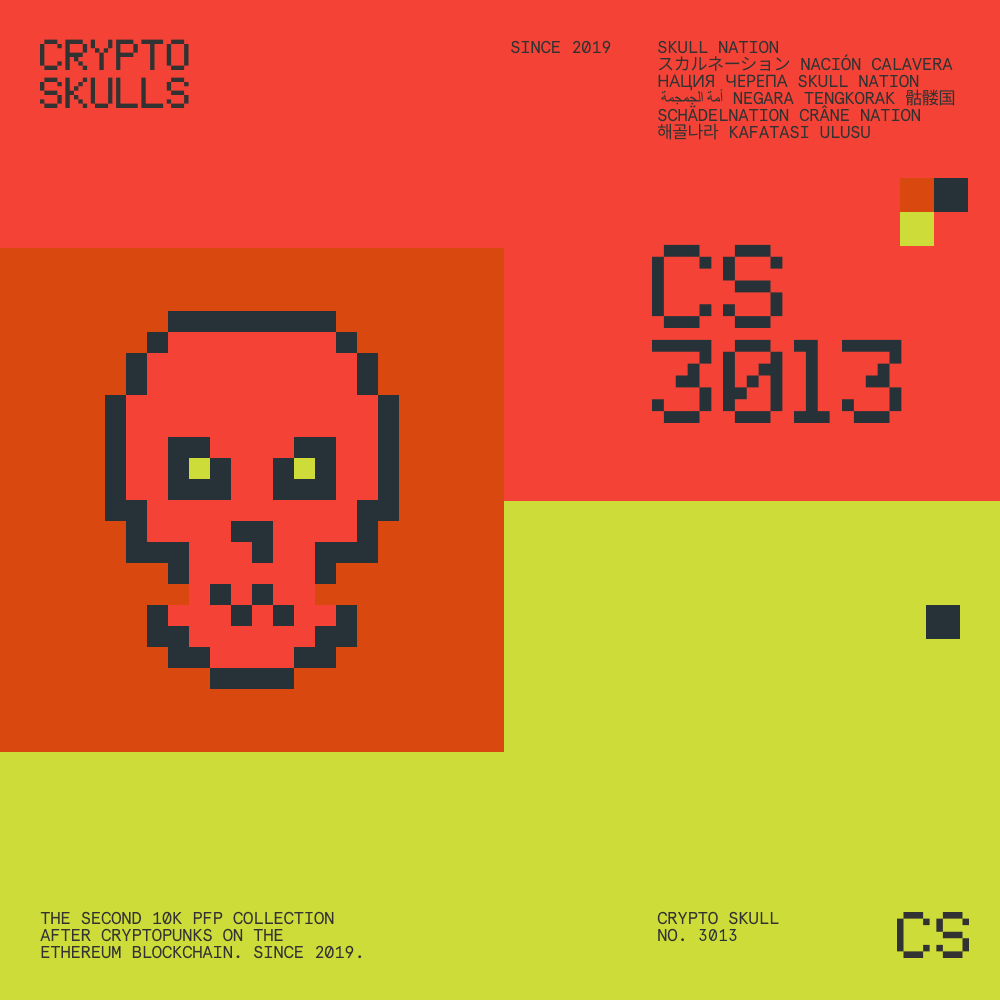 CRYPTO
SKULLS
SINCE 2019
SKULL NATION
スカルネーション NACIÓN CALAVERA
НАЦИЯ ЧЕРЕПА SKULL NATION
أمة الجمجمة NEGARA TENGKORAK 骷髅国
SCHÄDELNATION CRÂNE NATION
해골나라 KAFATASI ULUSU
CS
3013
THE SECOND 10K PFP COLLECTION
AFTER CRYPTOPUNKS ON THE
ETHEREUM BLOCKCHAIN. SINCE 2019.
CRYPTO SKULL
NO. 3013
CS